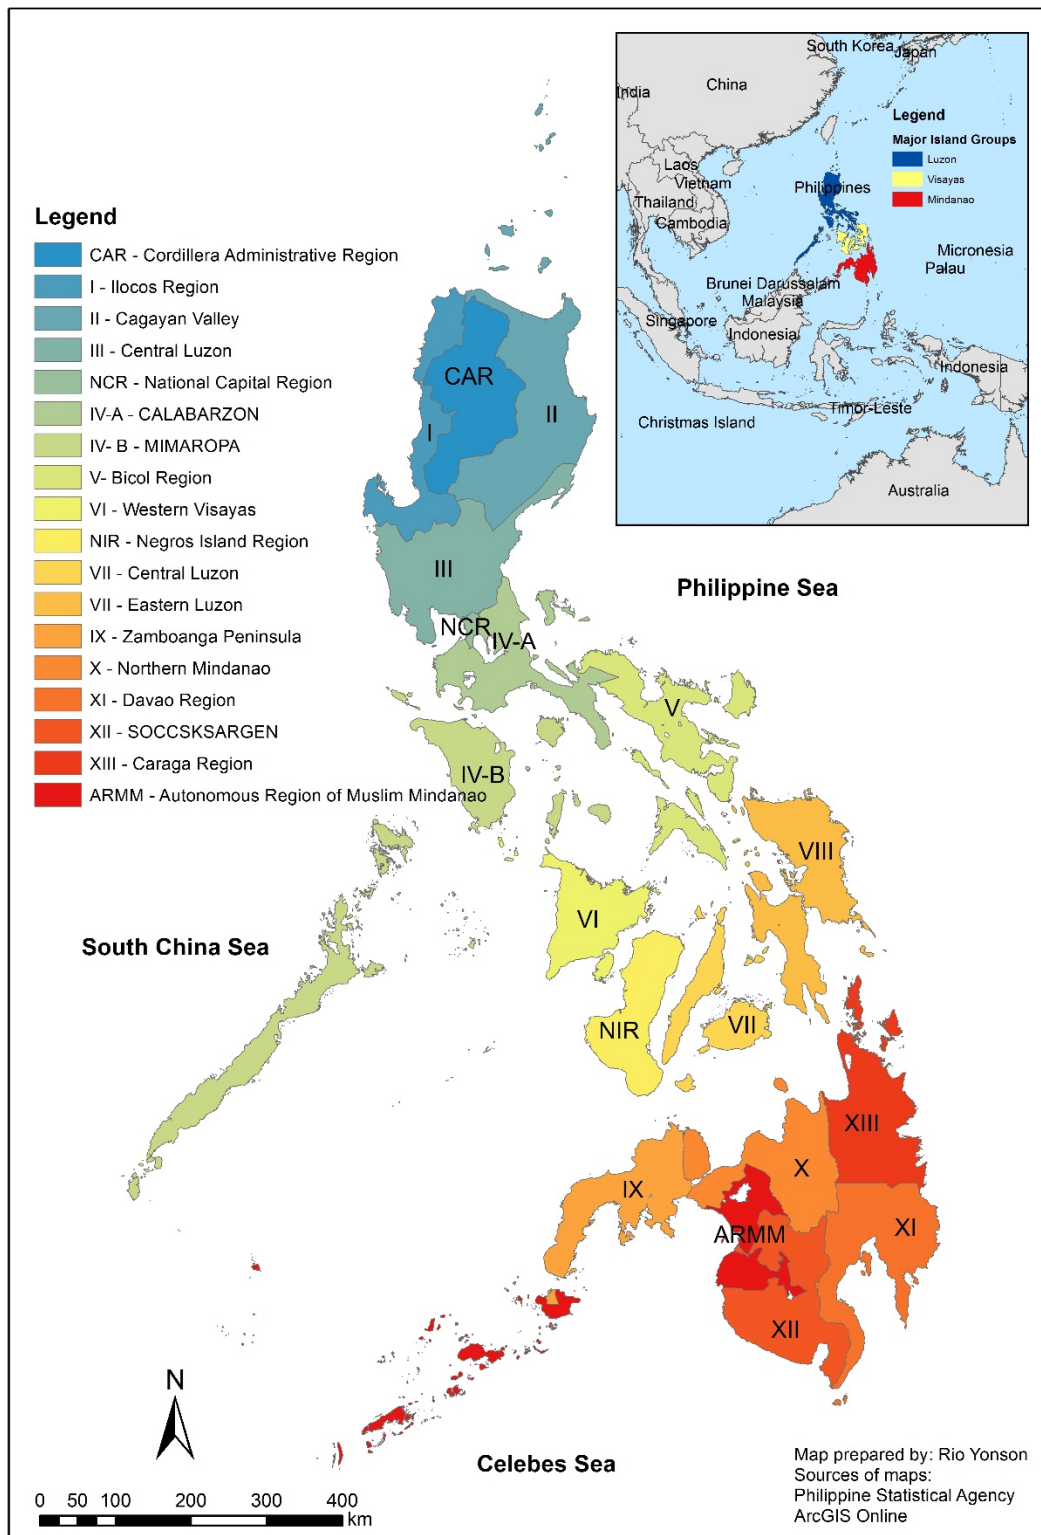 South Korea
Japan
China
India
Legend
Major Island Groups
Luzon
Visayas
Mindanao
Laos
Vietnam
Thailand
Cambodia
Philippines
Micronesia
Palau
Brunei Darussalam
Malaysia
Singapore
Indonesia
Indonesia
Timor-Leste
Christmas Island
Australia
Legend
CAR - Cordillera Administrative Region
I - Ilocos Region
II - Cagayan Valley
III - Central Luzon
NCR - National Capital Region
IV-A - CALABARZON
IV- B - MIMAROPA
V- Bicol Region
VI - Western Visayas
NIR - Negros Island Region
VII - Central Luzon
VII - Eastern Luzon
IX - Zamboanga Peninsula
X - Northern Mindanao
XI - Davao Region
XII - SOCCSKSARGEN
XIII - Caraga Region
ARMM - Autonomous Region of Muslim Mindanao
CAR
I
II
III
Philippine Sea
NCR
IV-A
V
IV-B
VIII
VI
South China Sea
NIR
VII
XIII
X
IX
ARMM
XI
XII
N
Celebes Sea
0 50 100 200 300 400
km
Map prepared by: Rio Yonson
Sources of maps:
Philippine Statistical Agency
ArcGIS Online